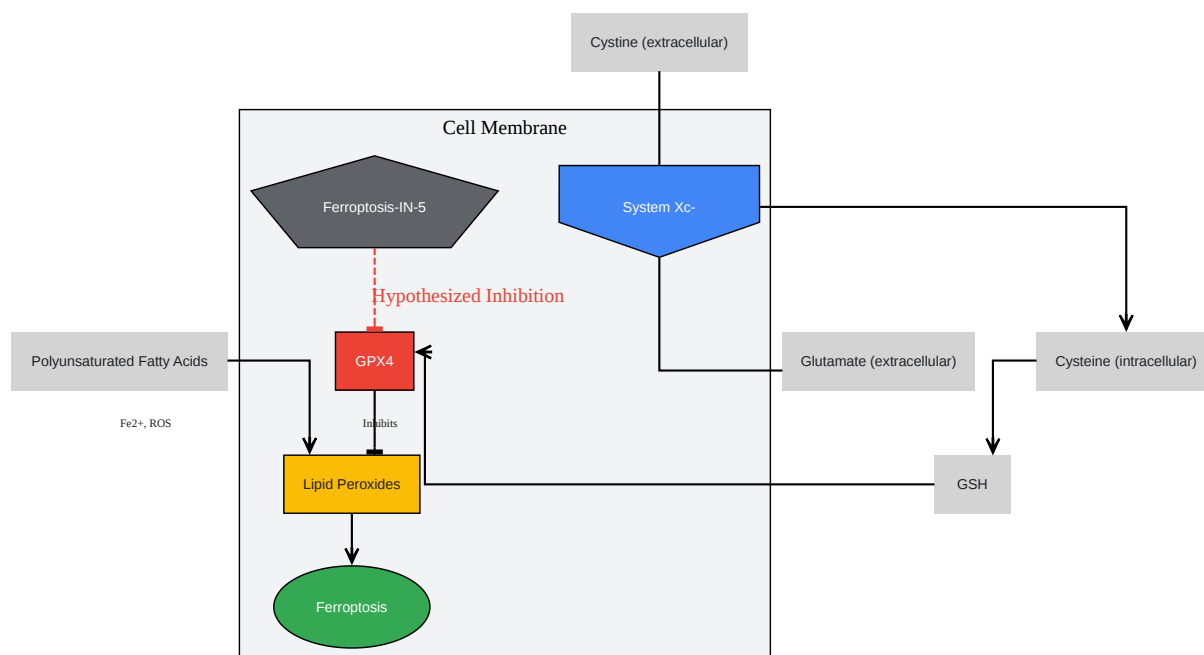 Cystine (extracellular)
Cell Membrane
Ferroptosis-IN-5
System Xc-
Hypothesized Inhibition
Polyunsaturated Fatty Acids
GPX4
Glutamate (extracellular)
Cysteine (intracellular)
Fe2+, ROS
Inhibits
Lipid Peroxides
GSH
Ferroptosis